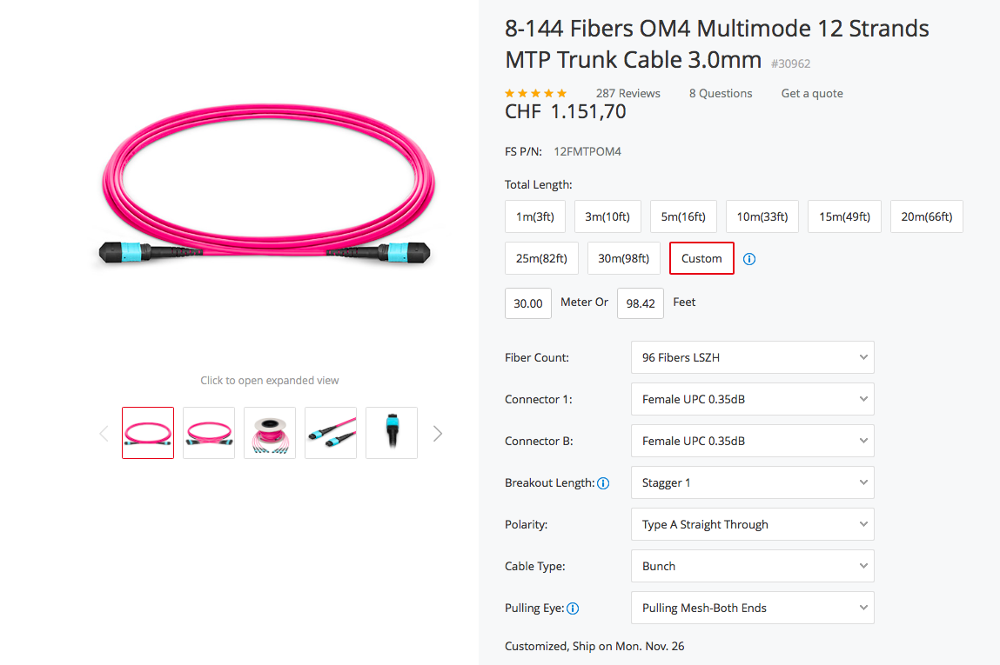 8-144 Fibers OM4 Multimode 12 Strands
MTP Trunk Cable 3.0mm #30962
287 Reviews 8 Questions Get a quote
CHF 1.151,70
FS P/N: 12FMTPOM4
Total Length:
1m(3ft) 3m(10ft) 5m(16ft) 10m(33ft) 15m(49ft) 20m(66ft)
25m(82ft) 30m(98ft) Custom
30.00 Meter Or 98.42 Feet
Fiber Count: 96 Fibers LSZH
Click to open expanded view
Connector 1: Female UPC 0.35dB
Connector B: Female UPC 0.35dB
Breakout Length: Stagger 1
Polarity: Type A Straight Through
Cable Type: Bunch
Pulling Eye: Pulling Mesh-Both Ends
Customized, Ship on Mon. Nov. 26